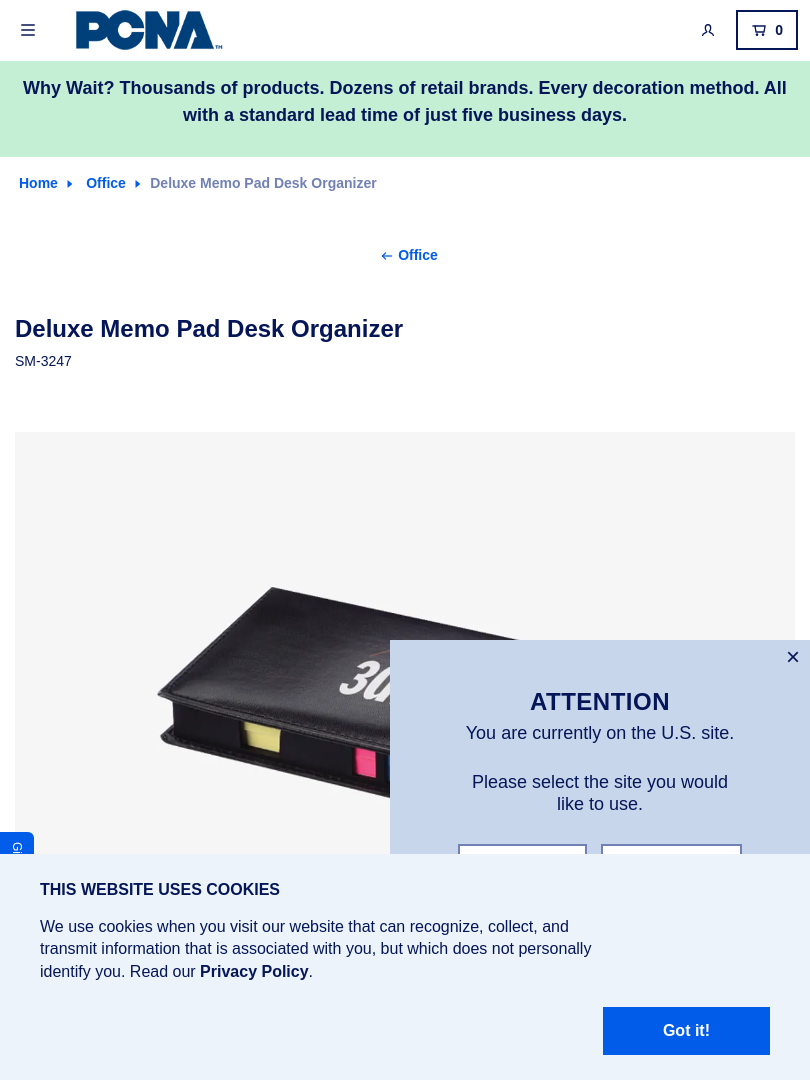 PCNA™
0
Why Wait? Thousands of products. Dozens of retail brands. Every decoration method. All
with a standard lead time of just five business days.
Home Office Deluxe Memo Pad Desk Organizer
Office
Deluxe Memo Pad Desk Organizer
SM-3247
ATTENTION
You are currently on the U.S. site.
Please select the site you would
like to use.
THIS WEBSITE USES COOKIES
We use cookies when you visit our website that can recognize, collect, and
transmit information that is associated with you, but which does not personally
identify you. Read our Privacy Policy.
Got it!